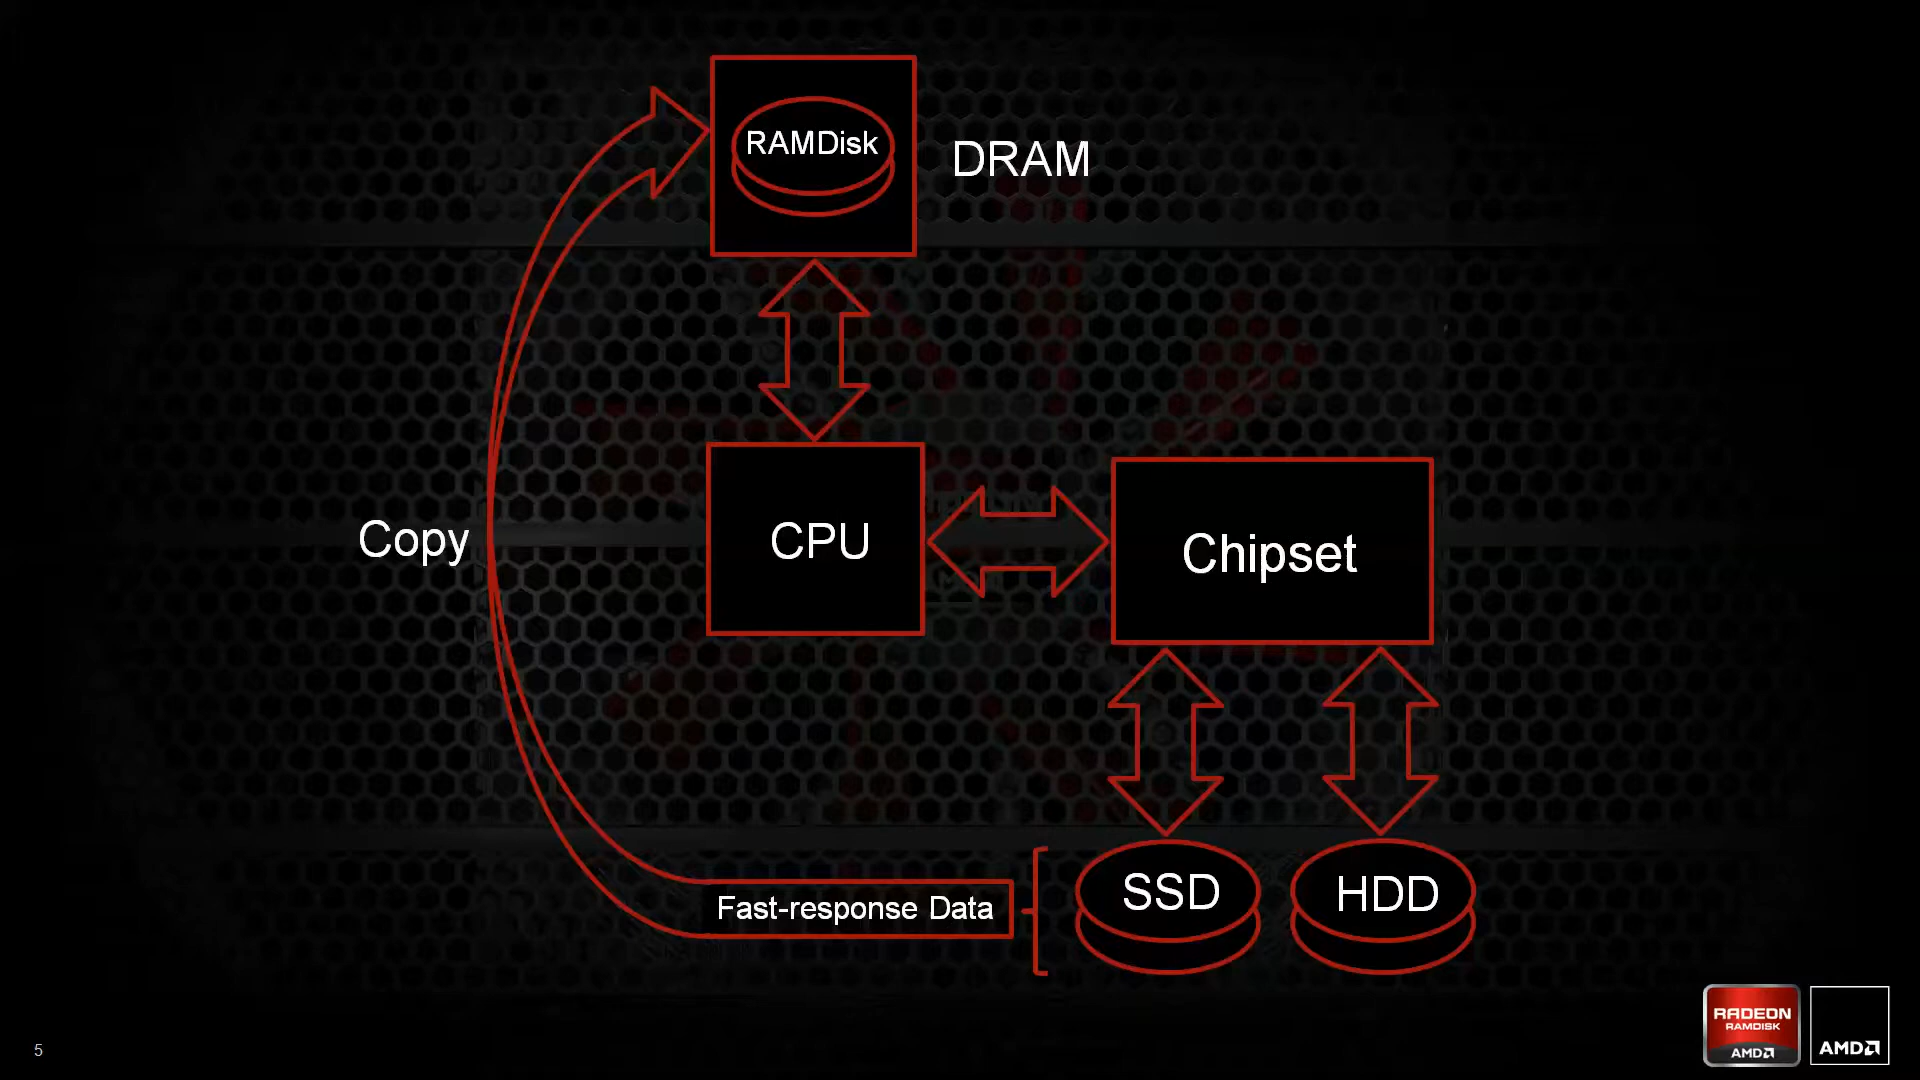 RAMDisk
DRAM
Copy
CPU
Chipset
Fast-response Data
SSD
HDD
RADEON
RAMDISK
AMD
AMD
5